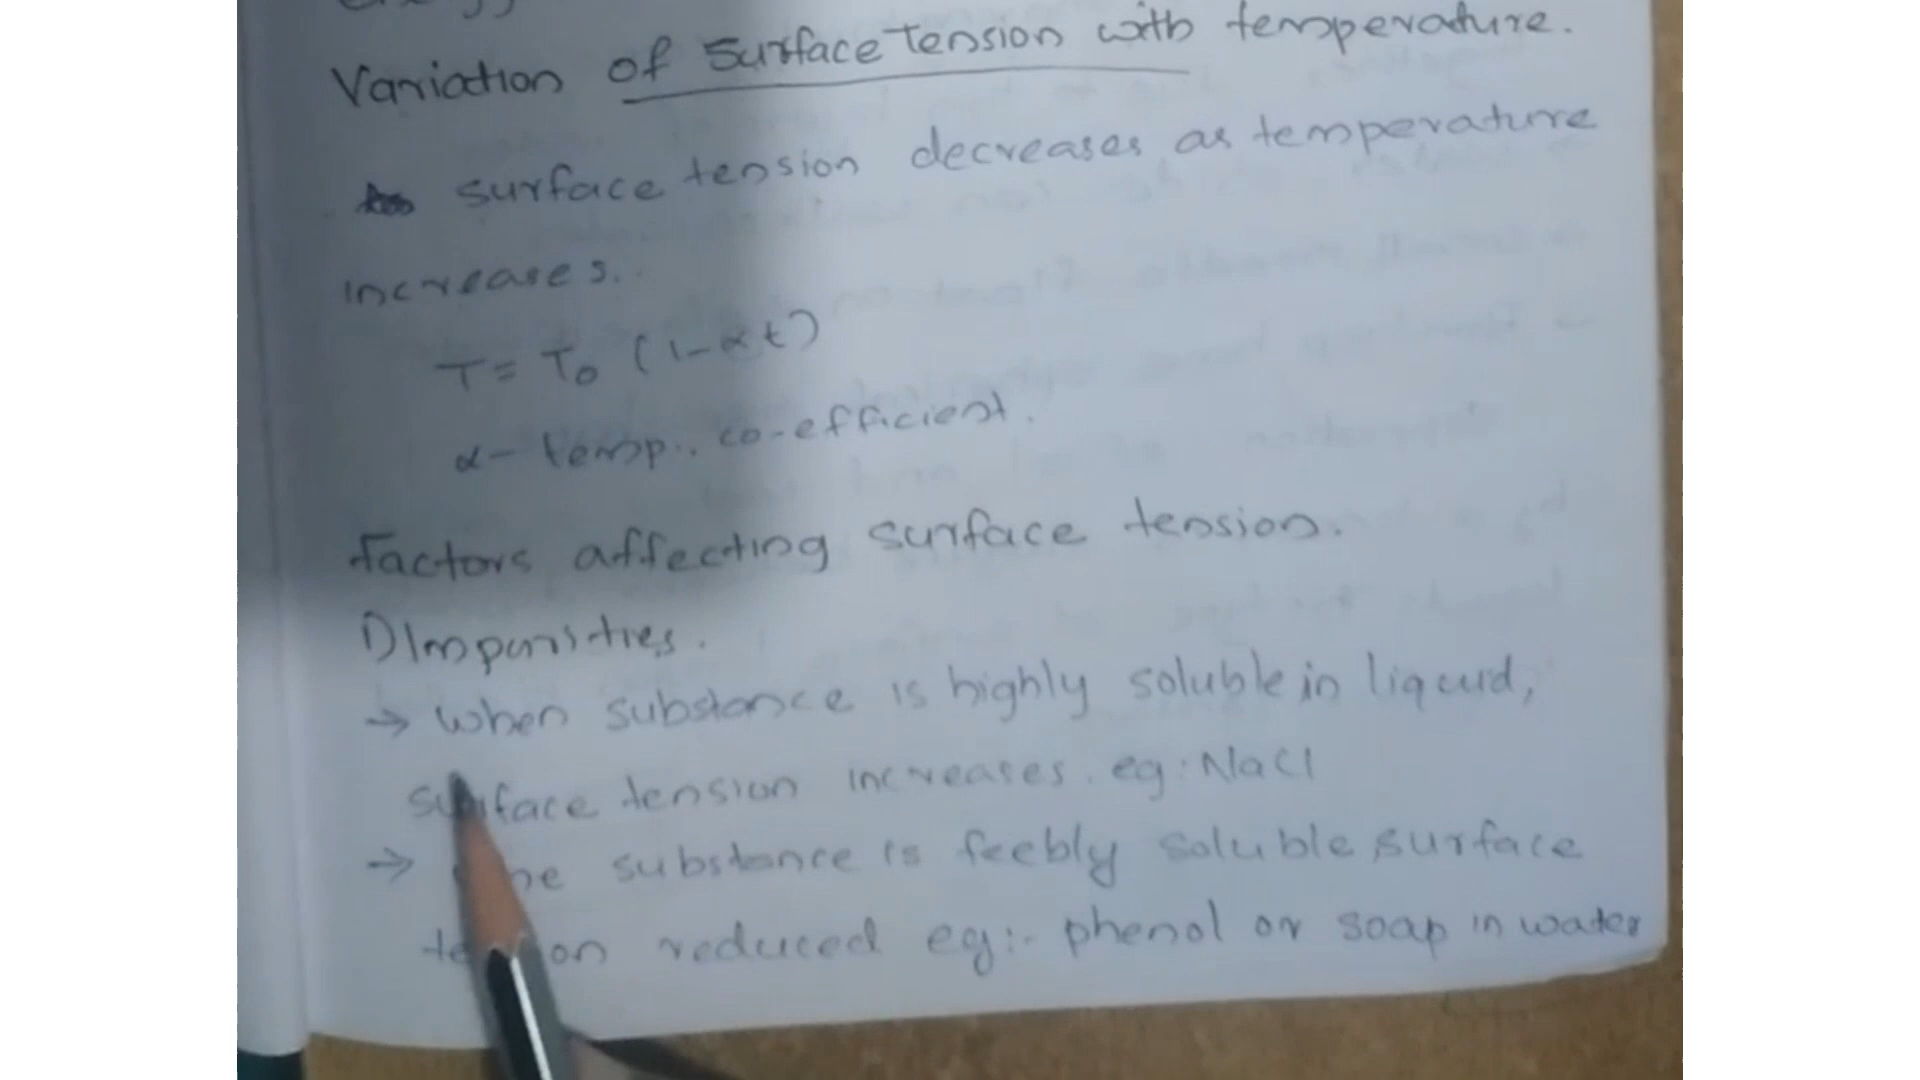 Variation of Surface Tension with temperature.
surface tension decreases as temperature
increases.
T = T₀ (1-αt)
α- temp.. co-efficient.
Factors affecting surface tension.
1) Impurities.
→ When substance is highly soluble in liquid,
surface tension increases. eg: NaCl
→ substance is feebly soluble, surface
reduced eg:- phenol or soap in water